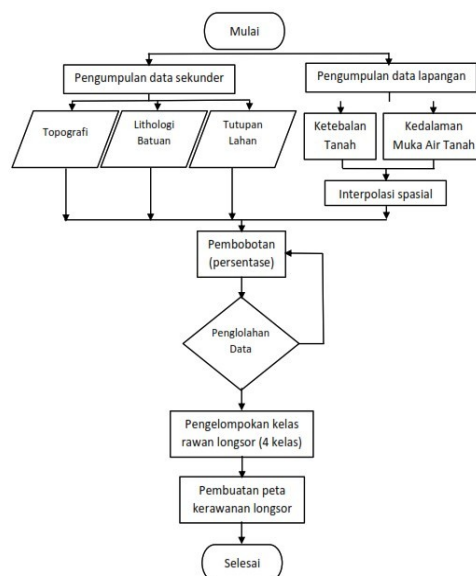 Mulai
Pengumpulan data sekunder
Pengumpulan data lapangan
Topografi
Lithologi
Batuan
Tutupan
Lahan
Ketebalan
Tanah
Kedalaman
Muka Air Tanah
Interpolasi spasial
Pembobotan
(persentase)
Penglolahan
Data
Pengelompokan kelas
rawan longsor (4 kelas)
Pembuatan peta
kerawanan longsor
Selesai